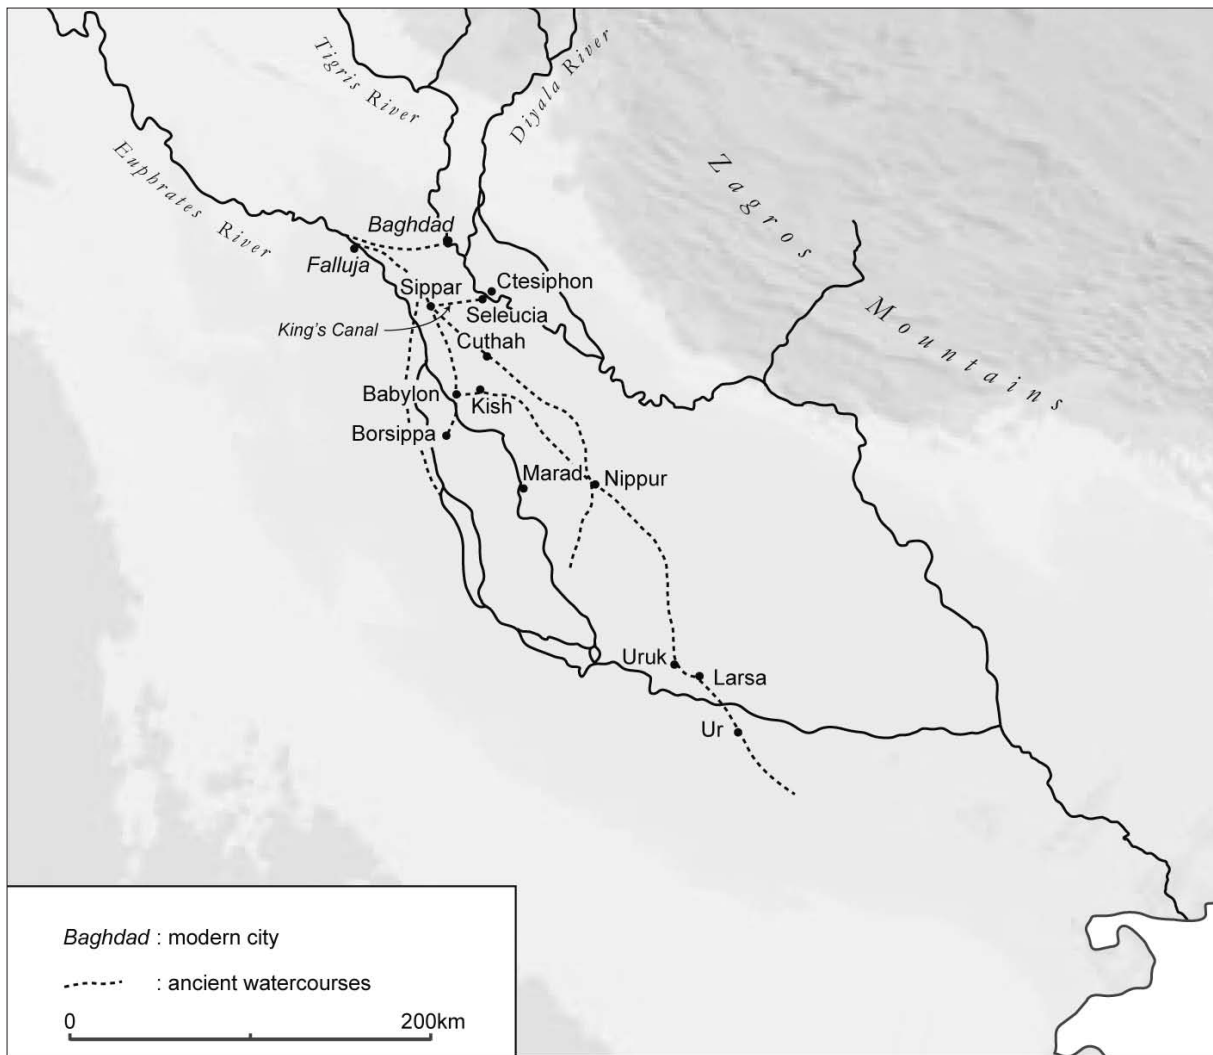 Tigris River
Diyala River
Euphrates River
Zagros
Mountains
Baghdad
Falluja
Ctesiphon
Sippar
Seleucia
King's Canal
Cuthah
Babylon
Kish
Borsippa
Marad
Nippur
Uruk
Larsa
Ur
Baghdad : modern city
: ancient watercourses
0 200km